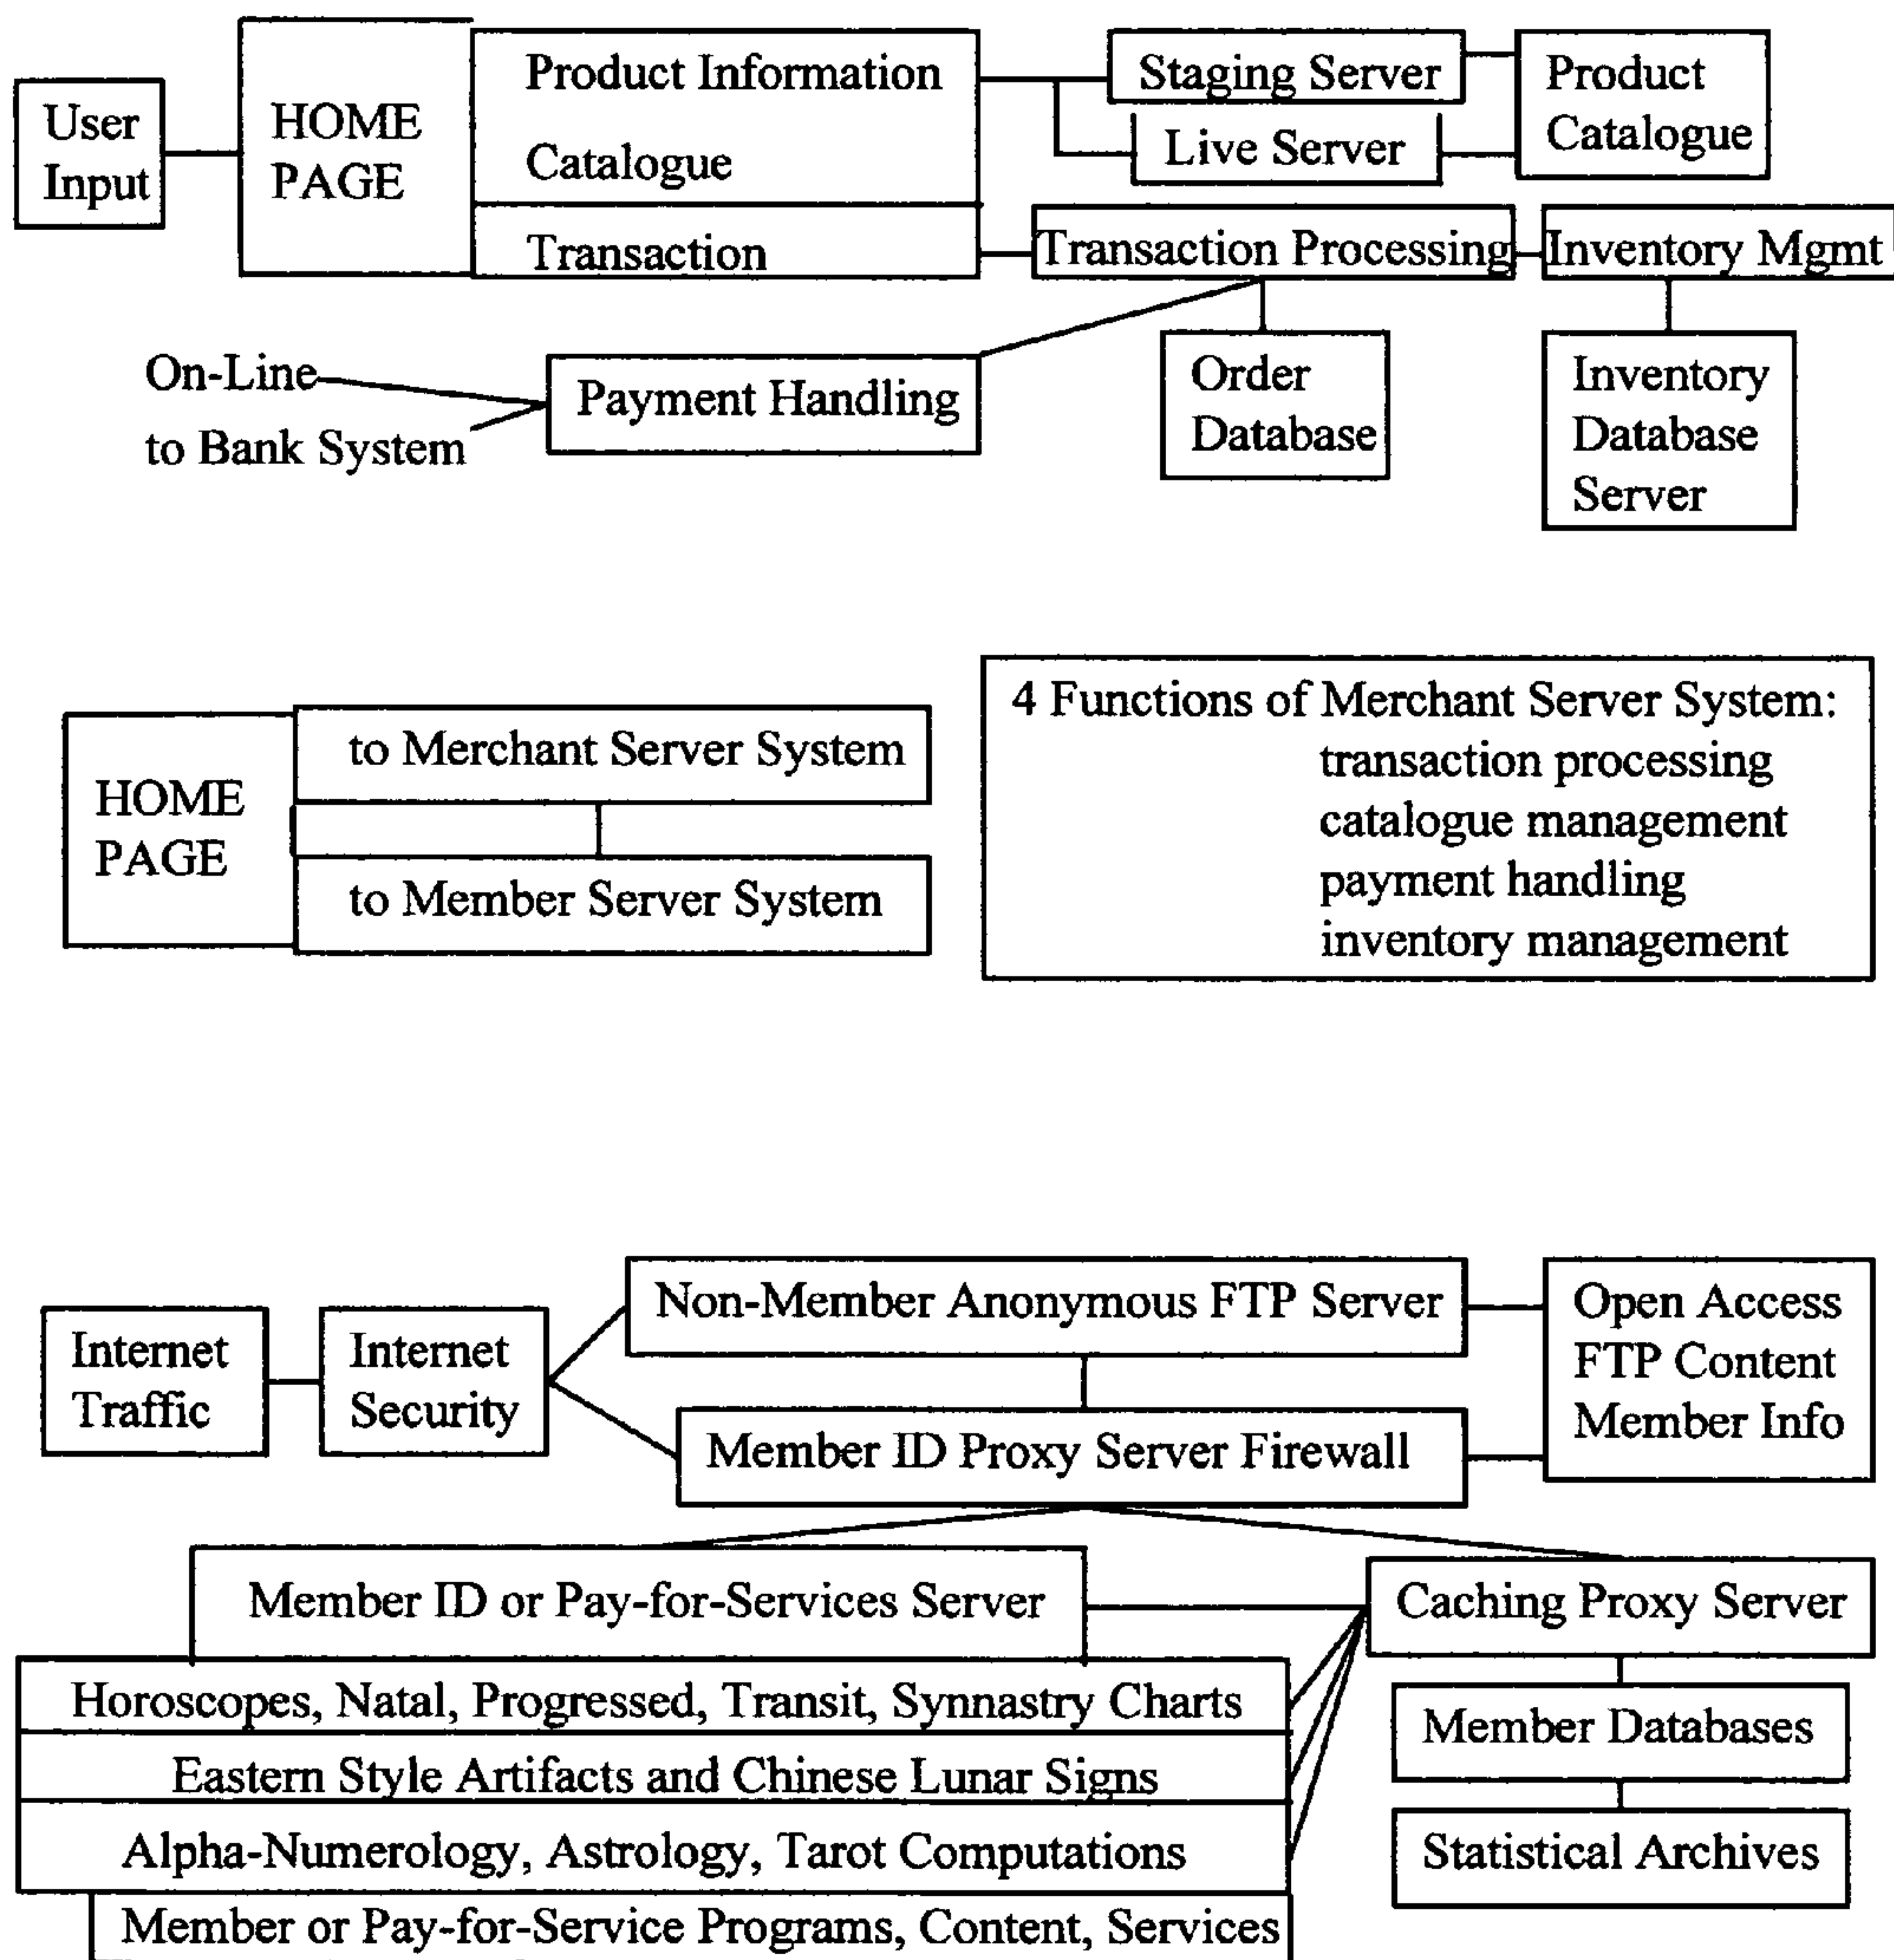 User
Input
HOME
PAGE
Product Information
Catalogue
Transaction
Staging Server
Live Server
Product
Catalogue
Transaction Processing
Inventory Mgmt
On-Line
to Bank System
Payment Handling
Order
Database
Inventory
Database
Server
HOME
PAGE
to Merchant Server System
to Member Server System
4 Functions of Merchant Server System:
transaction processing
catalogue management
payment handling
inventory management
Internet
Traffic
Internet
Security
Non-Member Anonymous FTP Server
Member ID Proxy Server Firewall
Open Access
FTP Content
Member Info
Member ID or Pay-for-Services Server
Caching Proxy Server
Horoscopes, Natal, Progressed, Transit, Synnastry Charts
Eastern Style Artifacts and Chinese Lunar Signs
Alpha-Numerology, Astrology, Tarot Computations
Member or Pay-for-Service Programs, Content, Services
Member Databases
Statistical Archives